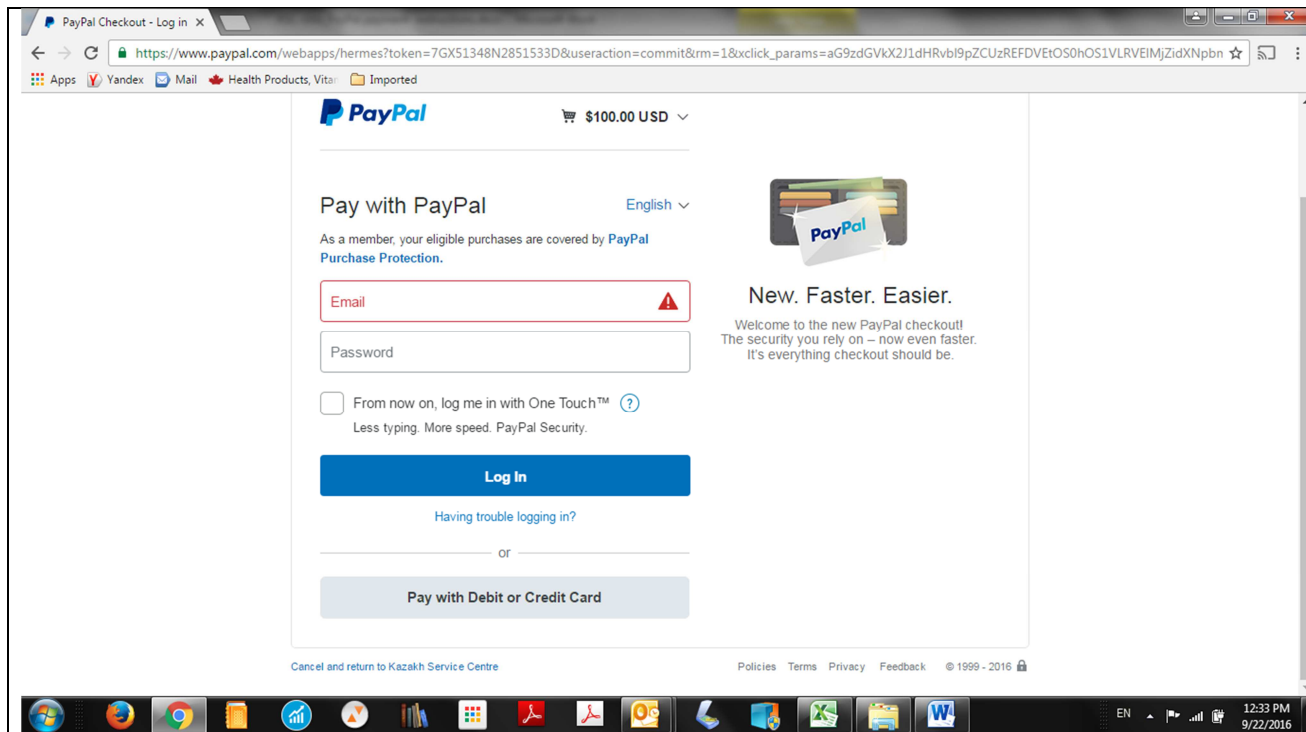 PayPal Checkout - Log in
https://www.paypal.com/webapps/hermes?token=7GX51348N2851533D&useraction=commit&rm=1&xclick_params=aG9zdGVkX2J1dHRvbl9pZCUzREFDVEtOS0hOS1VLRVElMjZidXNpbn
Apps Yandex Mail Health Products, Vitar Imported
PayPal $100.00 USD
Pay with PayPal English
As a member, your eligible purchases are covered by PayPal
Purchase Protection.
Email
Password
From now on, log me in with One Touch™ ?
Less typing. More speed. PayPal Security.
Log In
Having trouble logging in?
or
Pay with Debit or Credit Card
PayPal
New. Faster. Easier.
Welcome to the new PayPal checkout!
The security you rely on – now even faster.
It's everything checkout should be.
Cancel and return to Kazakh Service Centre
Policies Terms Privacy Feedback © 1999 - 2016
EN 12:33 PM
9/22/2016